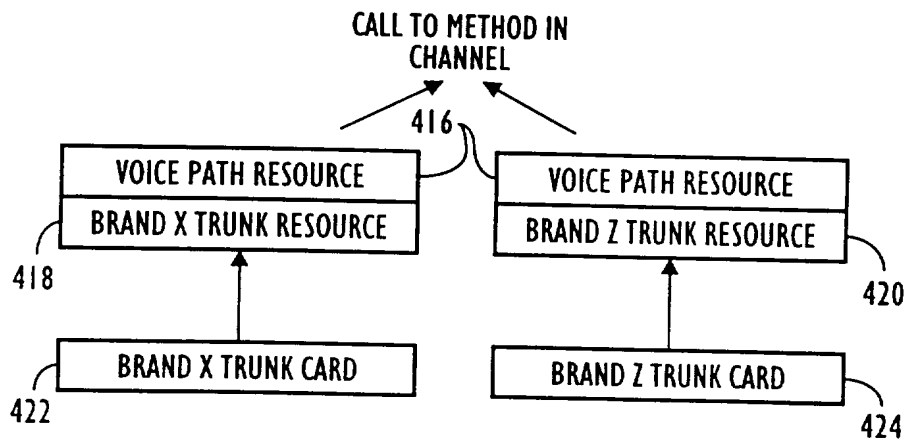 CALL TO METHOD IN
CHANNEL
416
VOICE PATH RESOURCE
VOICE PATH RESOURCE
BRAND X TRUNK RESOURCE
BRAND Z TRUNK RESOURCE
418
420
BRAND X TRUNK CARD
BRAND Z TRUNK CARD
422
424